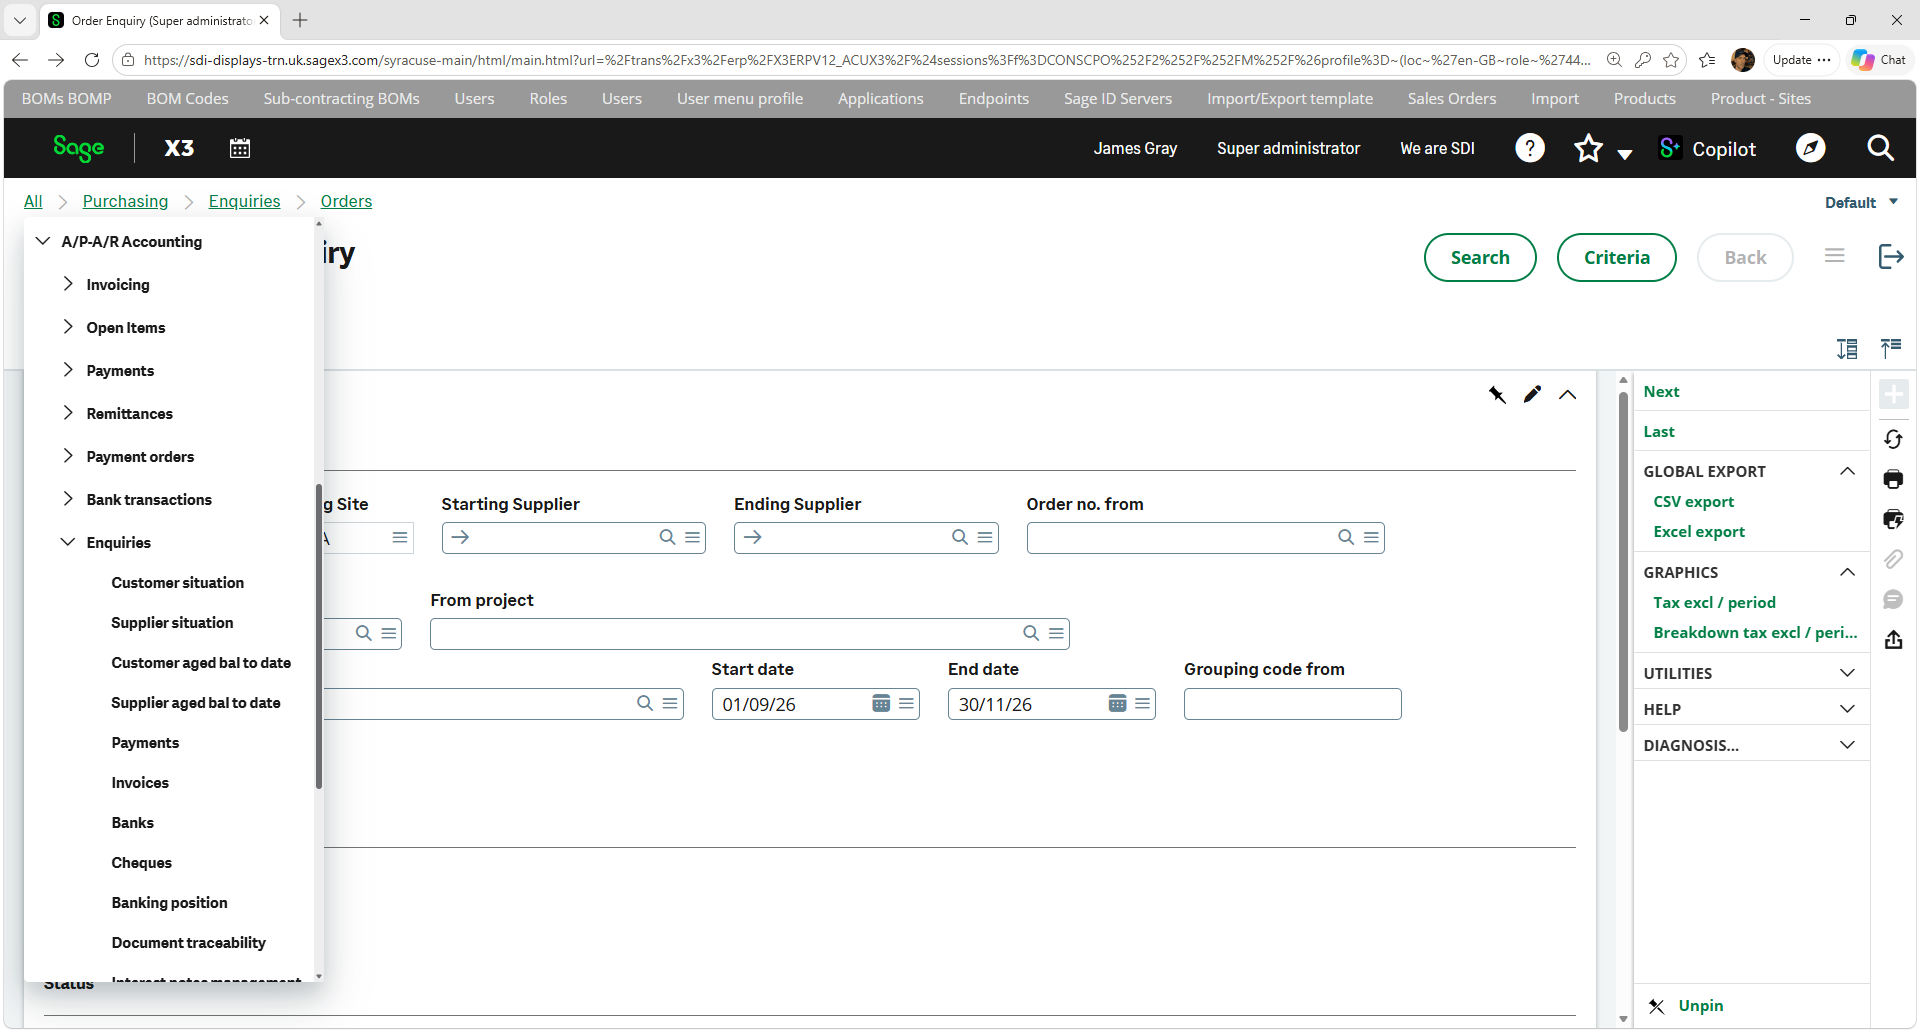 Order Enquiry (Super administrato
https://sdi-displays-trn.uk.sagex3.com/syracuse-main/html/main.html?url=%2Ftrans%2Fx3%2Ferp%2FX3ERPV12_ACUX3%2F%24sessions%3Ff%3DCONSCPO%252F2%252F%252FM%252F%26profile%3D~(loc~%27en-GB~role~%2744...
Update
Chat
BOMs BOMP BOM Codes Sub-contracting BOMs Users Roles Users User menu profile Applications Endpoints Sage ID Servers Import/Export template Sales Orders Import Products Product - Sites
Sage X3 James Gray Super administrator We are SDI ? Copilot
All Purchasing Enquiries Orders
Default
A/P-A/R Accounting
Invoicing
Open Items
Payments
Remittances
Payment orders
Bank transactions
Enquiries
Customer situation
Supplier situation
Customer aged bal to date
Supplier aged bal to date
Payments
Invoices
Banks
Cheques
Banking position
Document traceability
Interest notes management
iry
Search Criteria Back
g Site Starting Supplier Ending Supplier Order no. from
A
From project
Start date End date Grouping code from
01/09/26 30/11/26
Status
Next
Last
GLOBAL EXPORT
CSV export
Excel export
GRAPHICS
Tax excl / period
Breakdown tax excl / peri...
UTILITIES
HELP
DIAGNOSIS...
Unpin